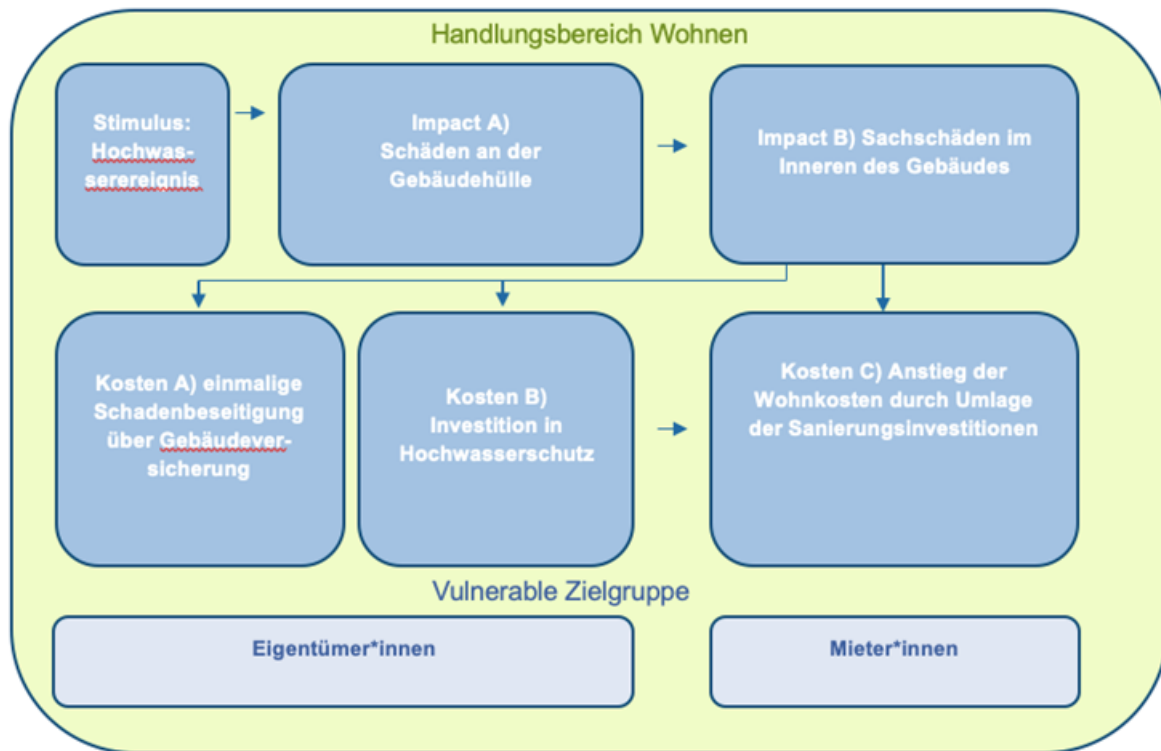 Handlungsbereich Wohnen
Stimulus:
Hochwas-
serereignis
Impact A)
Schäden an der
Gebäudehülle
Impact B) Sachschäden im
Inneren des Gebäudes
Kosten A) einmalige
Schadenbeseitigung
über Gebäudever-
sicherung
Kosten B)
Investition in
Hochwasserschutz
Kosten C) Anstieg der
Wohnkosten durch Umlage
der Sanierungsinvestitionen
Vulnerable Zielgruppe
Eigentümer*innen
Mieter*innen